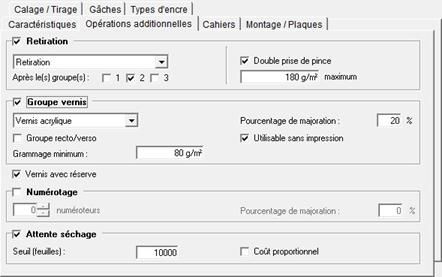 Calage / Tirage Gâches Types d'encre
Caractéristiques Opérations additionnelles Cahiers Montage / Plaques
Retiration
Retiration Double prise de pince
Après le(s) groupe(s) : 1 2 3 180 g/m² maximum
Groupe vernis
Vernis acrylique Pourcentage de majoration : 20 %
Groupe recto/verso Utilisable sans impression
Grammage minimum : 80 g/m²
Vernis avec réserve
Numérotage
0 numéroteurs Pourcentage de majoration : 0 %
Attente séchage
Seuil (feuilles) : 10000 Coût proportionnel